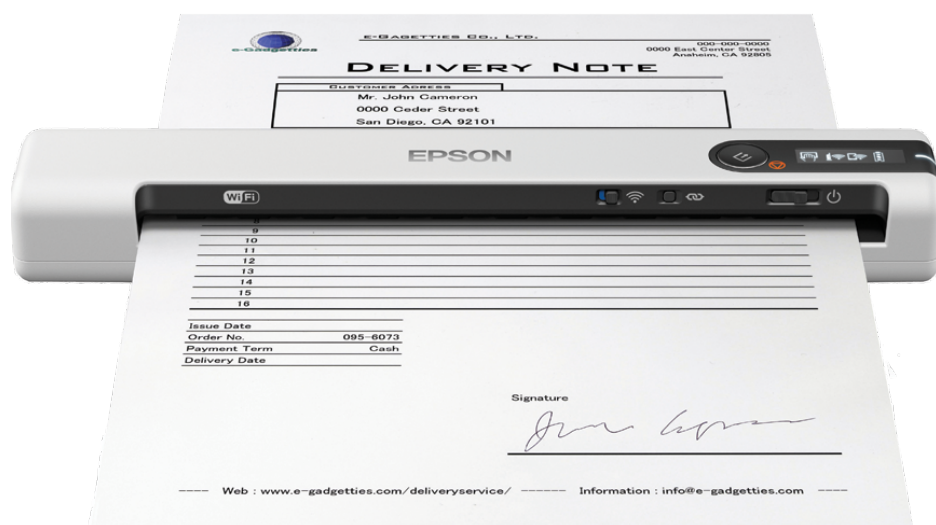 e-Gadgetties
E-GAGETTIES CO., LTD.
000-000-0000
0000 East Center Street
Anaheim, CA 92805
DELIVERY NOTE
CUSTOMER ADRESS
Mr. John Cameron
0000 Ceder Street
San Diego, CA 92101
EPSON
WiFi
8
9
10
11
12
13
14
15
16
Issue Date
Order No. 095-6073
Payment Term Cash
Delivery Date
Signature
---- Web : www.e-gadgetties.com/deliveryservice/ ------ Information : info@e-gadgetties.com ----